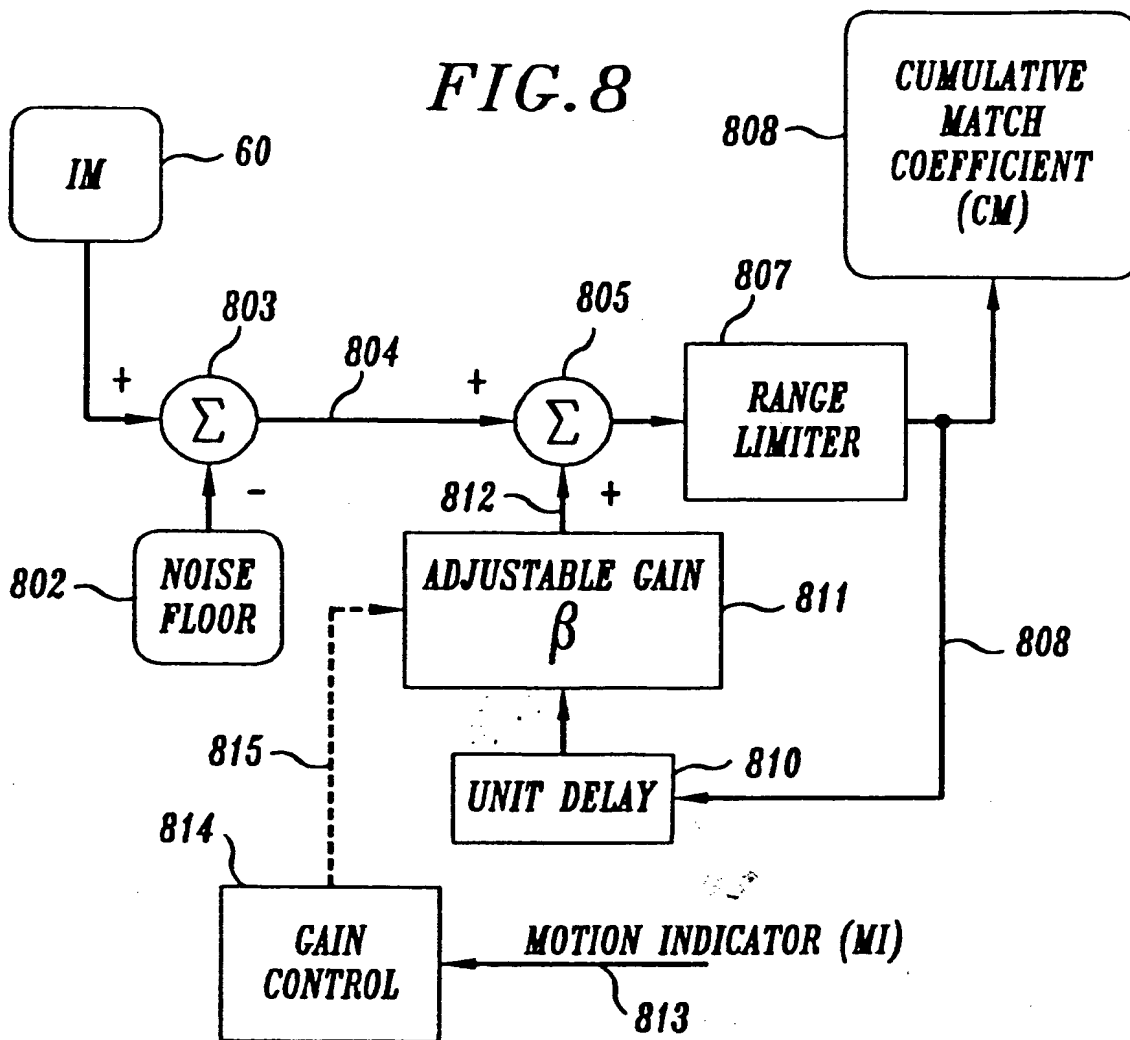 FIG. 8
IM
60
CUMULATIVE
MATCH
COEFFICIENT
(CM)
808
803
+
Σ
-
804
805
+
Σ
+
807
RANGE
LIMITER
802
NOISE
FLOOR
812
ADJUSTABLE GAIN
β
811
808
815
UNIT DELAY
810
814
GAIN
CONTROL
MOTION INDICATOR (MI)
813